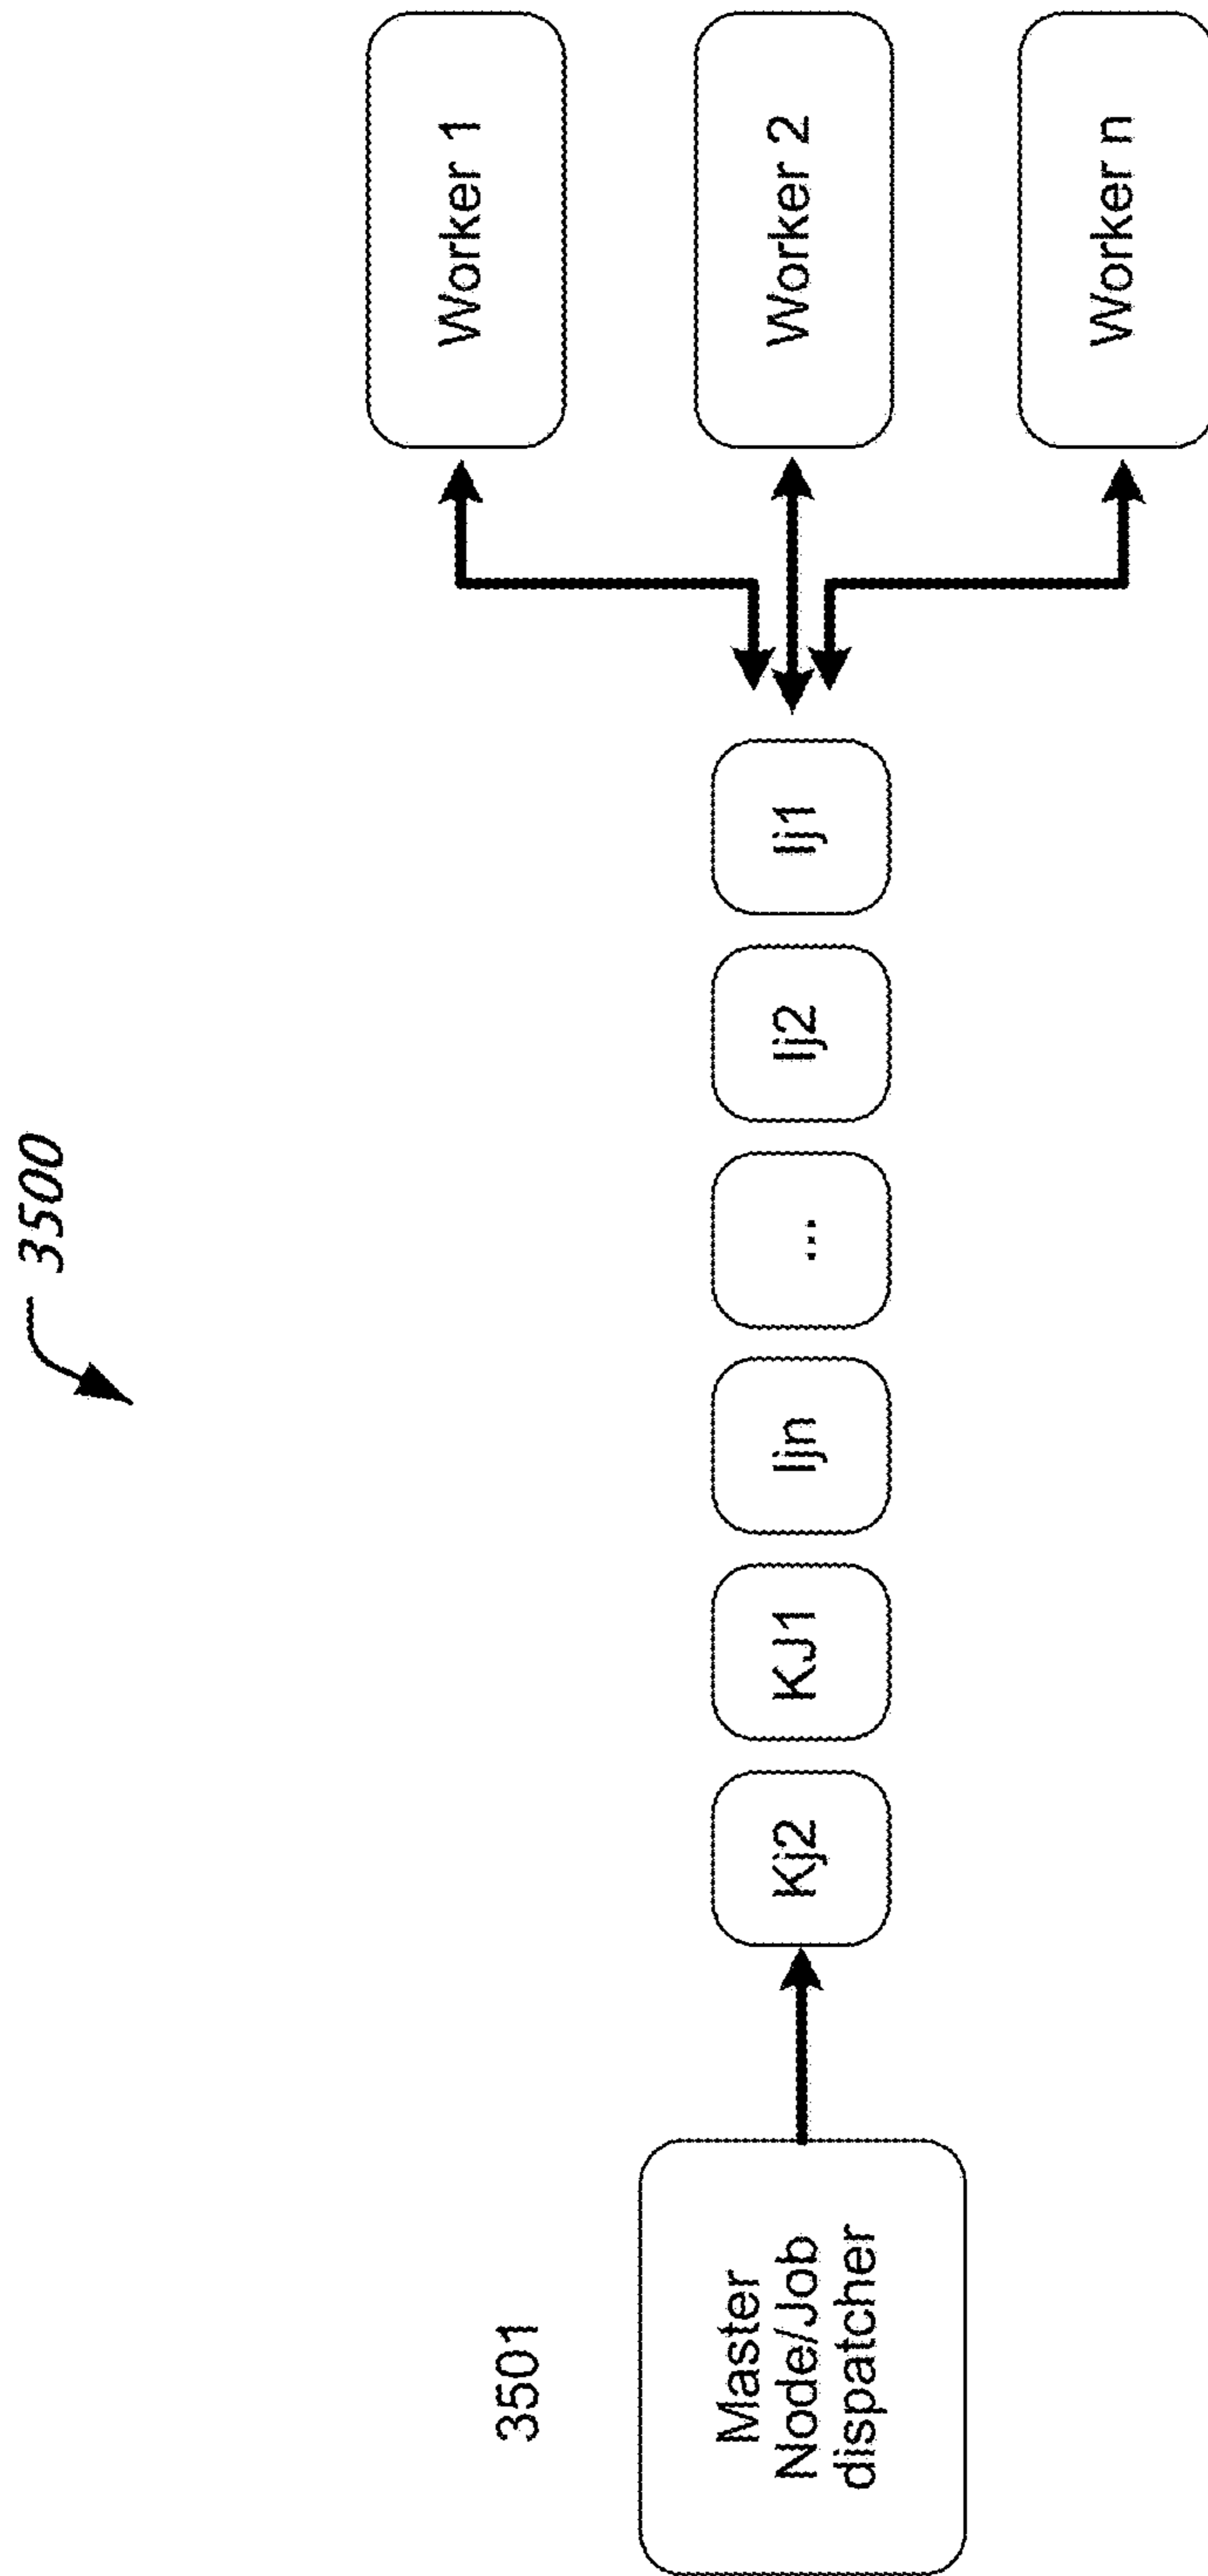 3500
Worker 1
3501
Master
Node/Job
dispatcher
Kj2
KJ1
Ijn
...
Ij2
Ij1
Worker 2
Worker n